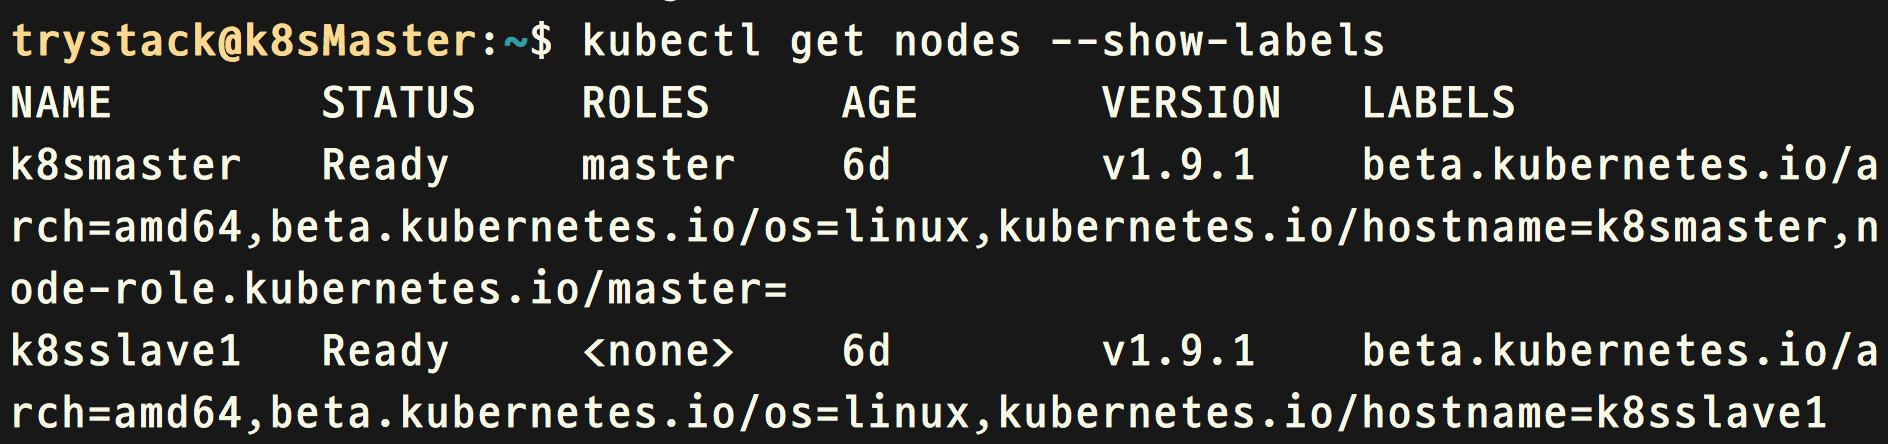 trystack@k8sMaster:~$ kubectl get nodes --show-labels
NAME STATUS ROLES AGE VERSION LABELS
k8smaster Ready master 6d v1.9.1 beta.kubernetes.io/a
rch=amd64,beta.kubernetes.io/os=linux,kubernetes.io/hostname=k8smaster,n
ode-role.kubernetes.io/master=
k8sslave1 Ready <none> 6d v1.9.1 beta.kubernetes.io/a
rch=amd64,beta.kubernetes.io/os=linux,kubernetes.io/hostname=k8sslave1